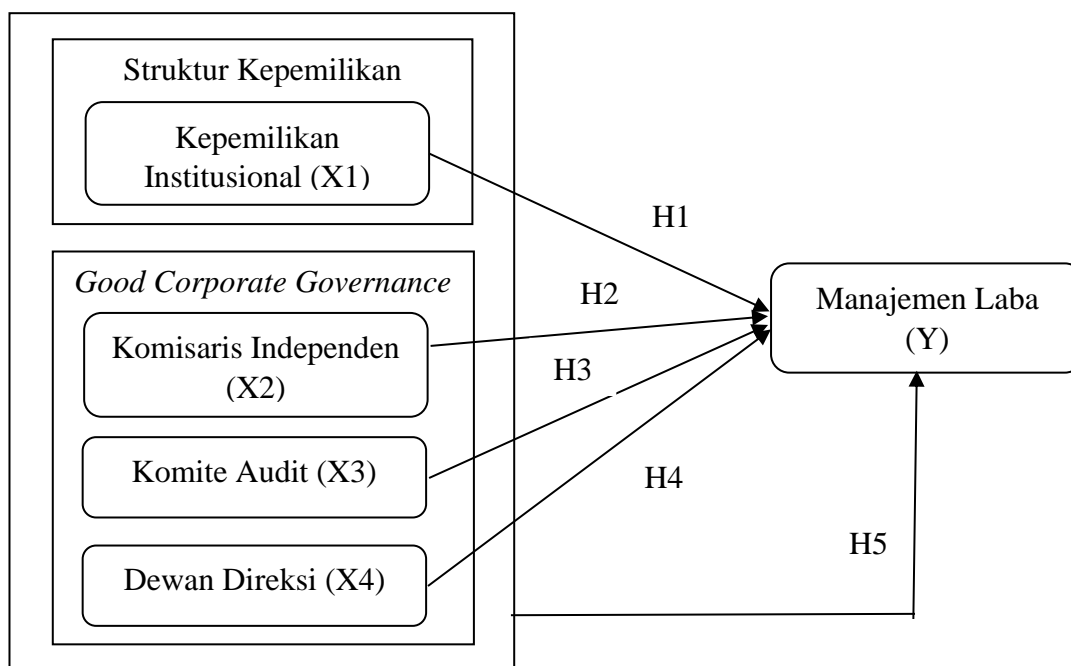 Struktur Kepemilikan
Kepemilikan
Institusional (X1)
H1
Good Corporate Governance
H2
Manajemen Laba
(Y)
Komisaris Independen
(X2)
H3
Komite Audit (X3)
H4
H5
Dewan Direksi (X4)